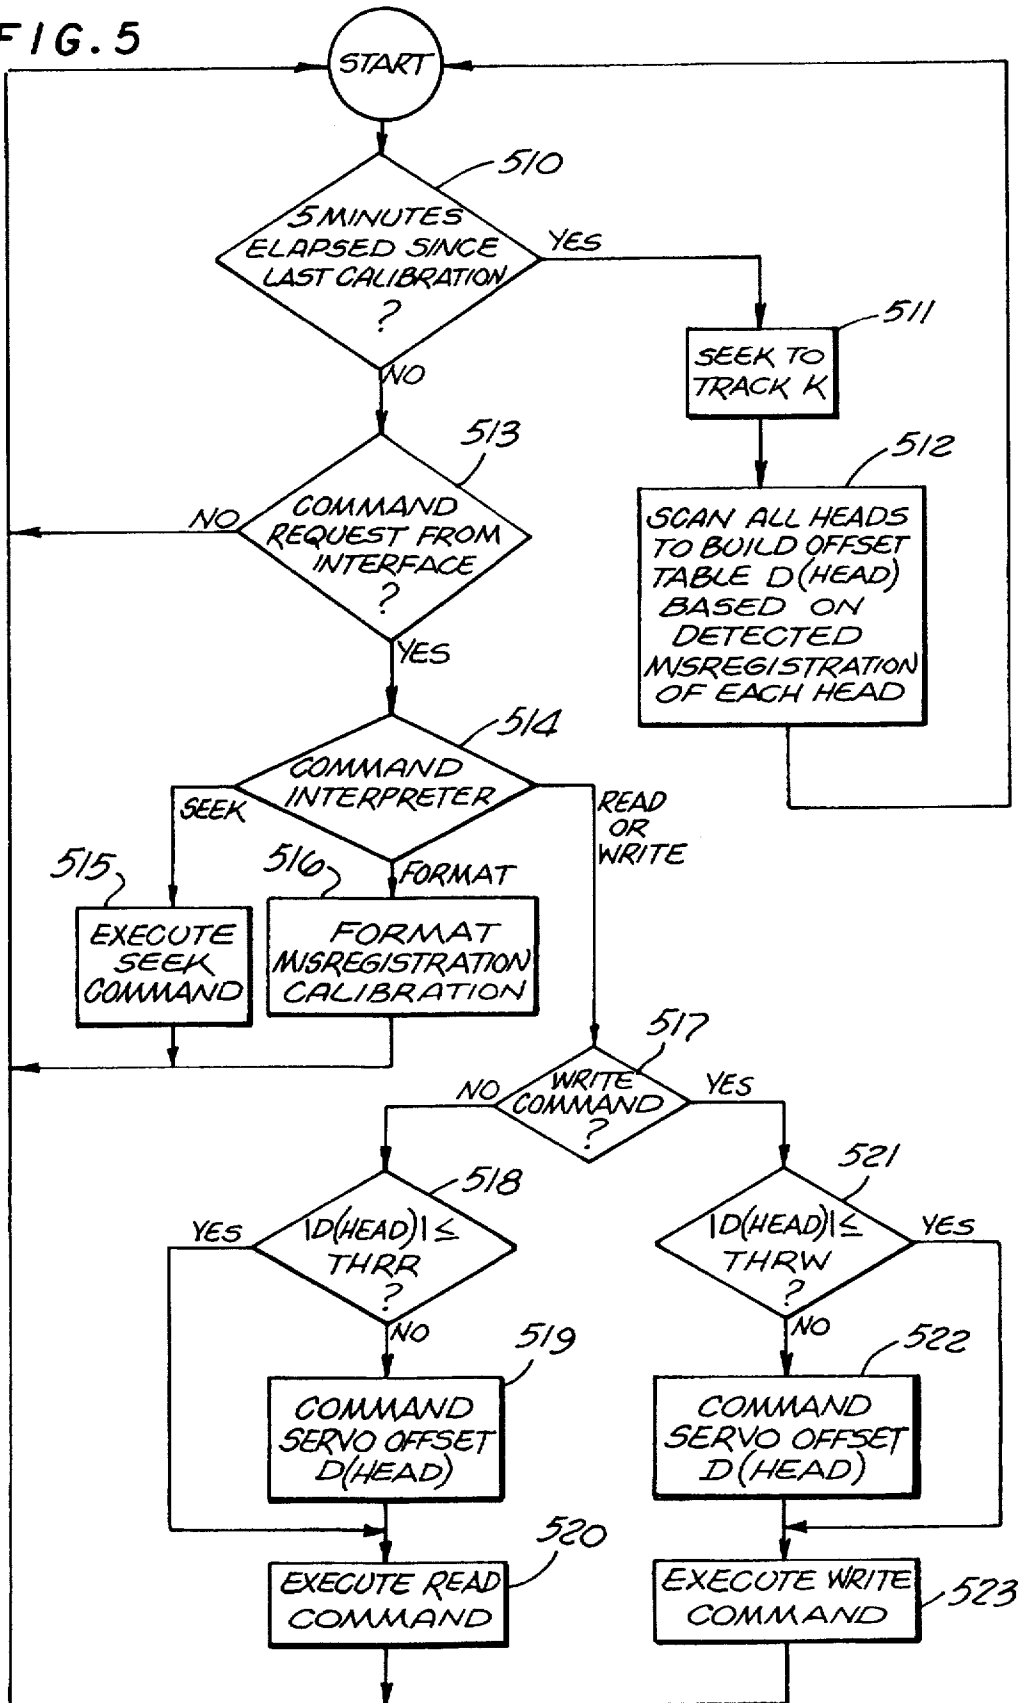 FIG. 5
START
510
5 MINUTES
ELAPSED SINCE
LAST CALIBRATION
?
YES
NO
511
SEEK TO
TRACK K
512
SCAN ALL HEADS
TO BUILD OFFSET
TABLE D(HEAD)
BASED ON
DETECTED
MISREGISTRATION
OF EACH HEAD
513
COMMAND
REQUEST FROM
INTERFACE
?
NO
YES
514
COMMAND
INTERPRETER
SEEK
FORMAT
READ
OR
WRITE
515
EXECUTE
SEEK
COMMAND
516
FORMAT
MISREGISTRATION
CALIBRATION
517
WRITE
COMMAND
?
NO
YES
518
|D(HEAD)|≤
THRR
?
YES
NO
519
COMMAND
SERVO OFFSET
D(HEAD)
520
EXECUTE READ
COMMAND
521
|D(HEAD)|≤
THRW
?
YES
NO
522
COMMAND
SERVO OFFSET
D(HEAD)
EXECUTE WRITE
COMMAND
523